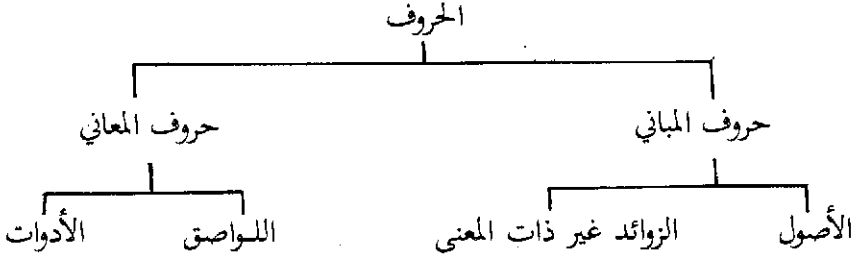 الحروف
حروف المباني حروف المعاني
الأصول الزوائد غير ذات المعنى اللواصق الأدوات